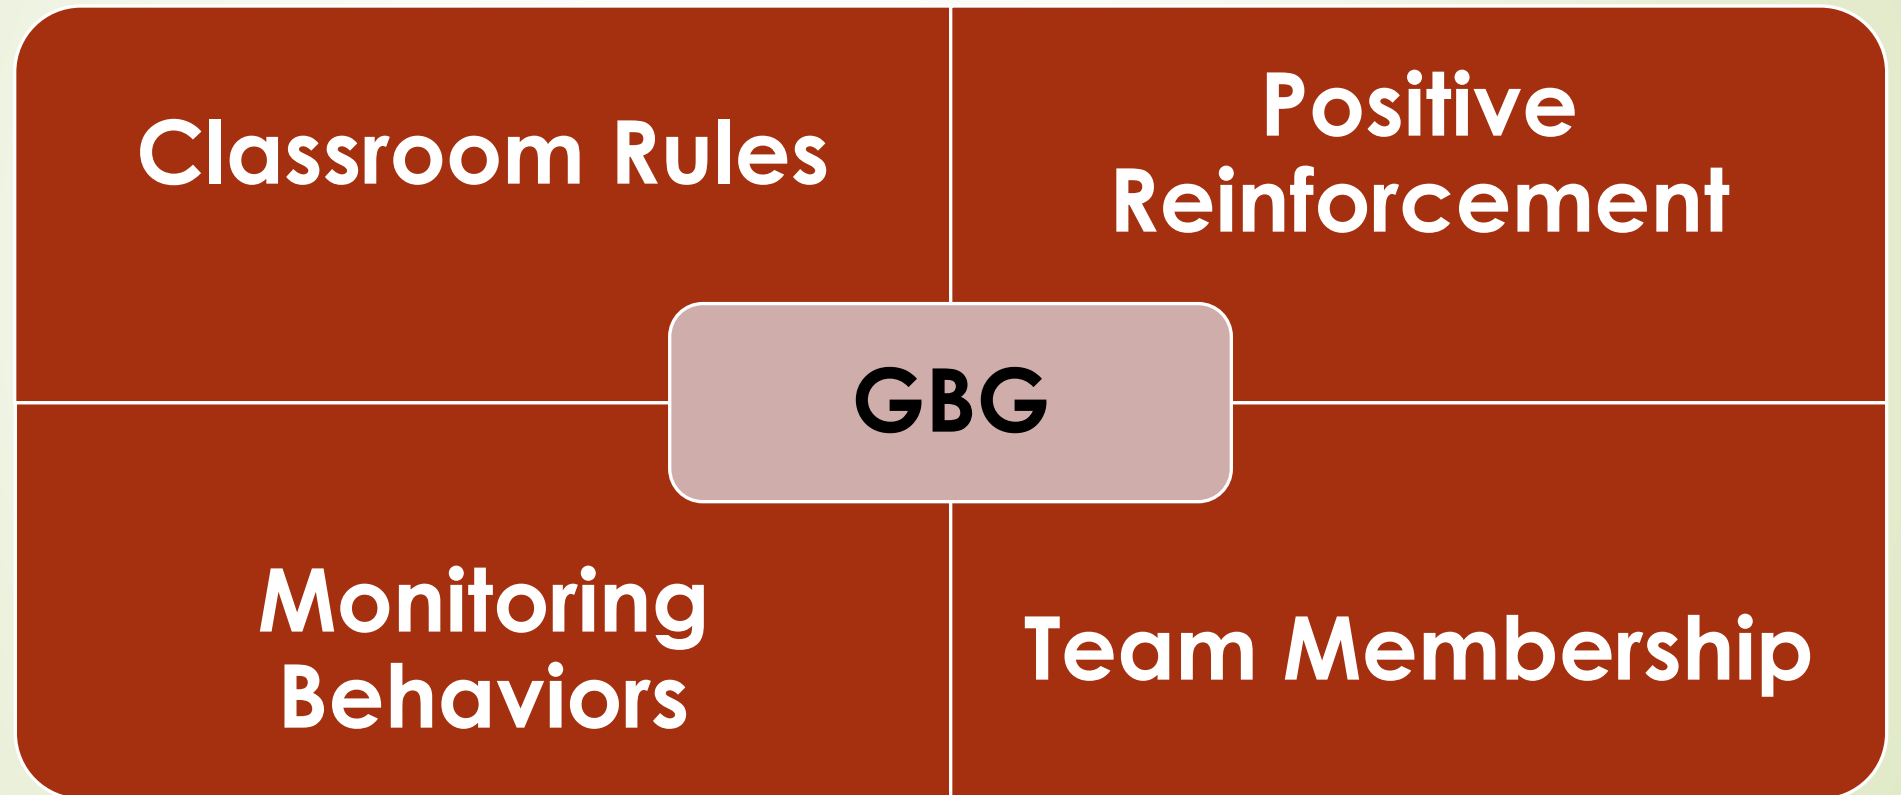 Classroom Rules
Positive
Reinforcement
GBG
Monitoring
Behaviors
Team Membership